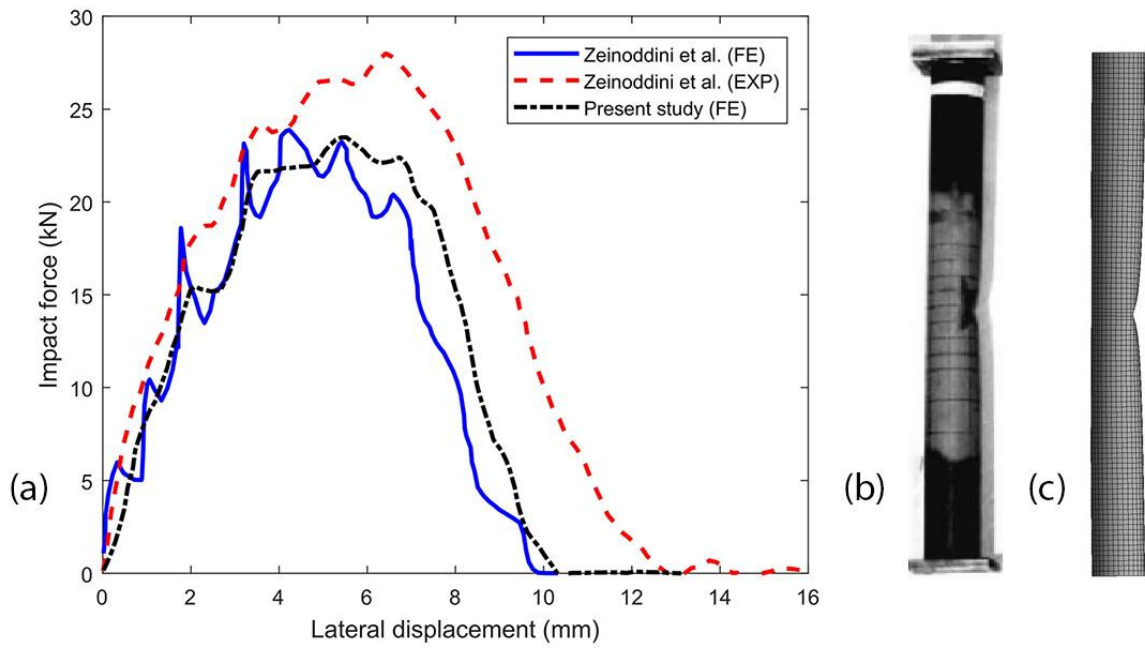 30
25
20
15
10
5
0
Impact force (kN)
Zeinoddini et al. (FE)
Zeinoddini et al. (EXP)
Present study (FE)
0 2 4 6 8 10 12 14 16
Lateral displacement (mm)
(a)
(b)
(c)